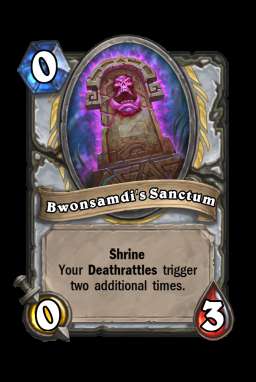 0
Bwonsamdi's Sanctum
Shrine
Your Deathrattles trigger
two additional times.
0
3